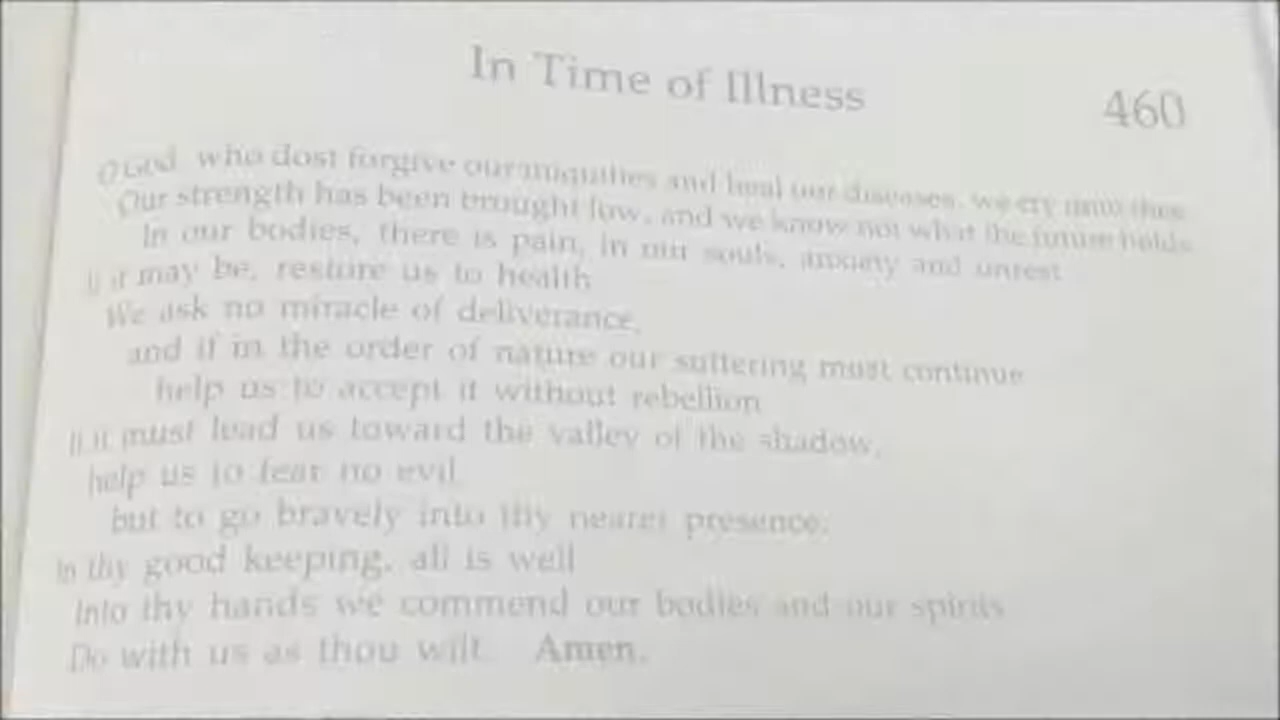 In Time of Illness
460
O God, who dost forgive our iniquities and heal our diseases, we cry unto thee.
Our strength has been brought low, and we know not what the future holds.
In our bodies, there is pain, in our souls, anxiety and unrest
If it may be, restore us to health
We ask no miracle of deliverance,
and if in the order of nature our suffering must continue
help us to accept it without rebellion
If it must lead us toward the valley of the shadow,
help us to fear no evil
but to go bravely into thy nearer presence.
In thy good keeping, all is well
Into thy hands we commend our bodies and our spirits
Do with us as thou wilt. Amen.